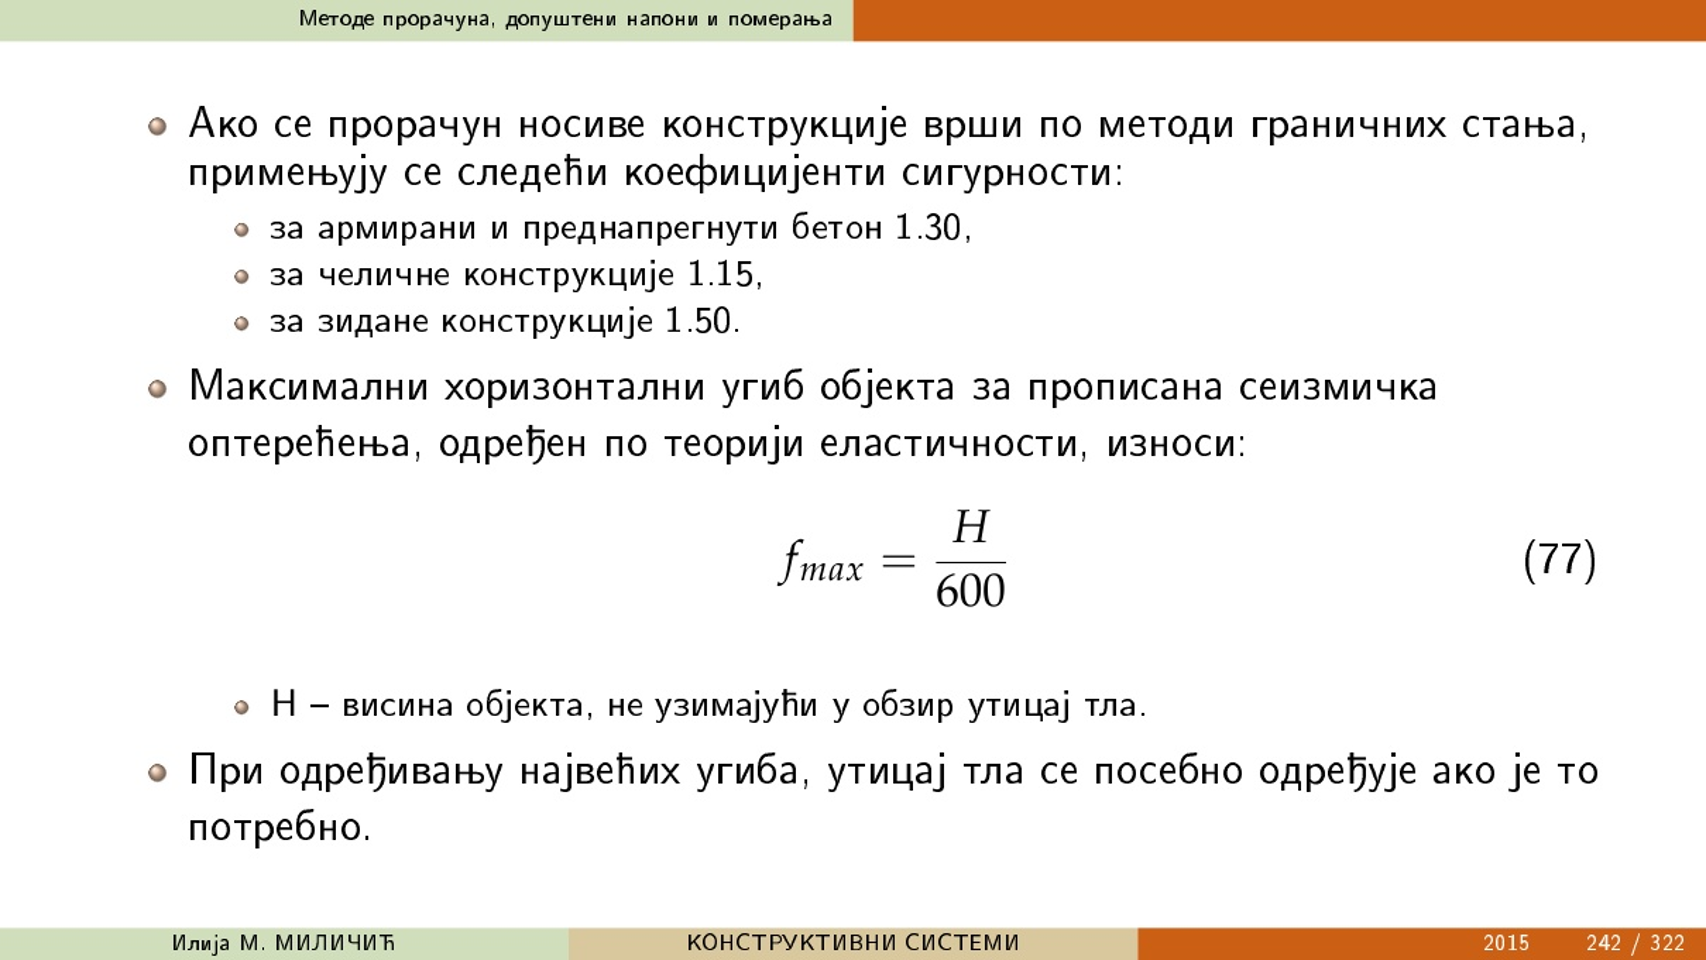 Методе прорачуна, допуштени напони и померања
Ако се прорачун носиве конструкције врши по методи граничних стања,
примењују се следећи коефицијенти сигурности:
за армирани и преднапрегнути бетон 1.30,
за челичне конструкције 1.15,
за зидане конструкције 1.50.
Максимални хоризонтални угиб објекта за прописана сеизмичка
оптерећења, одређен по теорији еластичности, износи:
f_max = H/600 (77)
H – висина објекта, не узимајући у обзир утицај тла.
При одређивању највећих угиба, утицај тла се посебно одређује ако је то
потребно.
Илија М. МИЛИЧИЋ КОНСТРУКТИВНИ СИСТЕМИ 2015 242 / 322